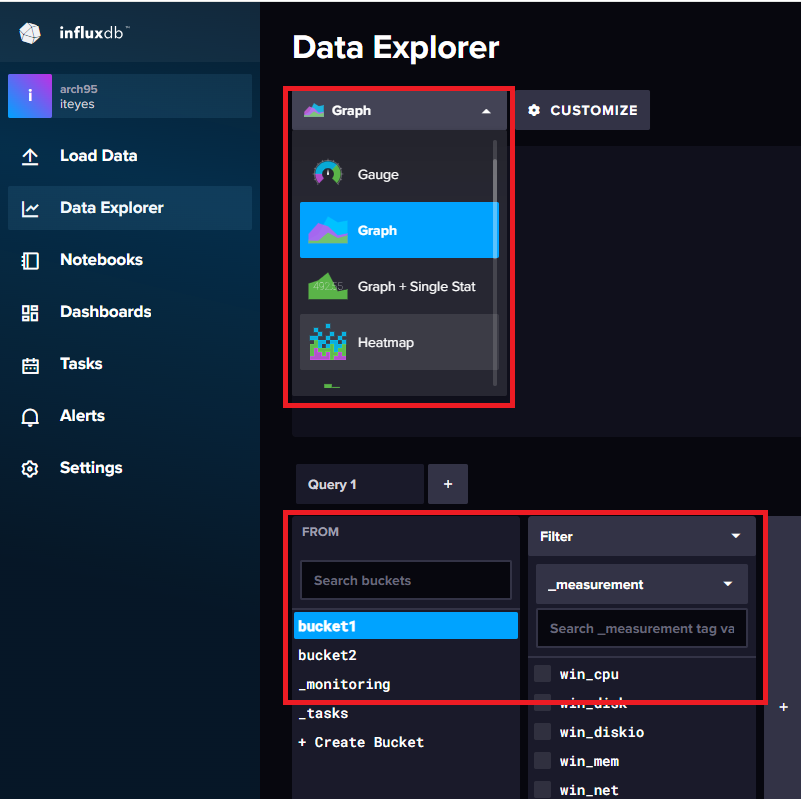 influxdb™
i
arch95
iteyes
Load Data
Data Explorer
Notebooks
Dashboards
Tasks
Alerts
Settings
Data Explorer
Graph
CUSTOMIZE
Gauge
Graph
492.55
Graph + Single Stat
Heatmap
Query 1
+
FROM
Search buckets
bucket1
bucket2
_monitoring
_tasks
+ Create Bucket
Filter
_measurement
Search _measurement tag va
win_cpu
win_disk
win_diskio
win_mem
win_net
+